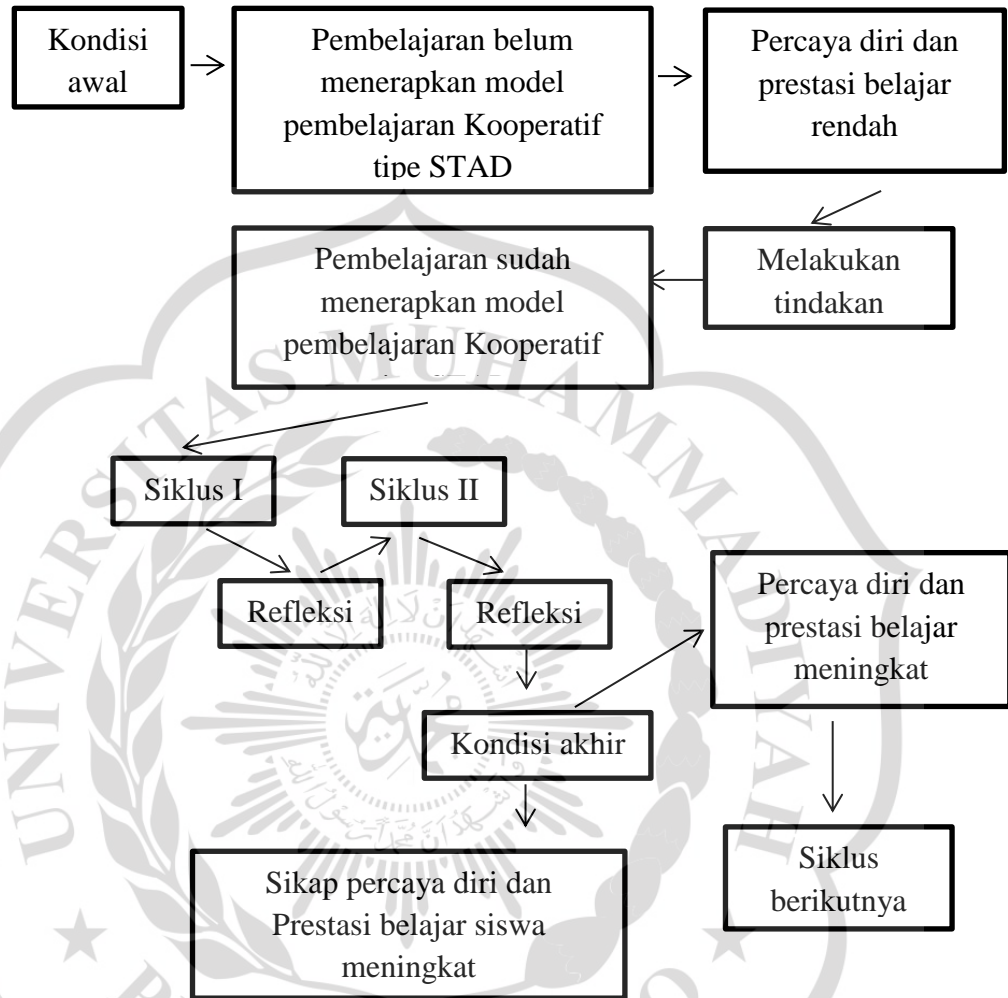 Kondisi
awal
Pembelajaran belum
menerapkan model
pembelajaran Kooperatif
tipe STAD
Percaya diri dan
prestasi belajar
rendah
Pembelajaran sudah
menerapkan model
pembelajaran Kooperatif
Melakukan
tindakan
UNIVERSITAS MUHAMMADIYAH
Siklus I
Siklus II
Refleksi
Refleksi
Percaya diri dan
prestasi belajar
meningkat
Kondisi akhir
Sikap percaya diri dan
Prestasi belajar siswa
meningkat
Siklus
berikutnya